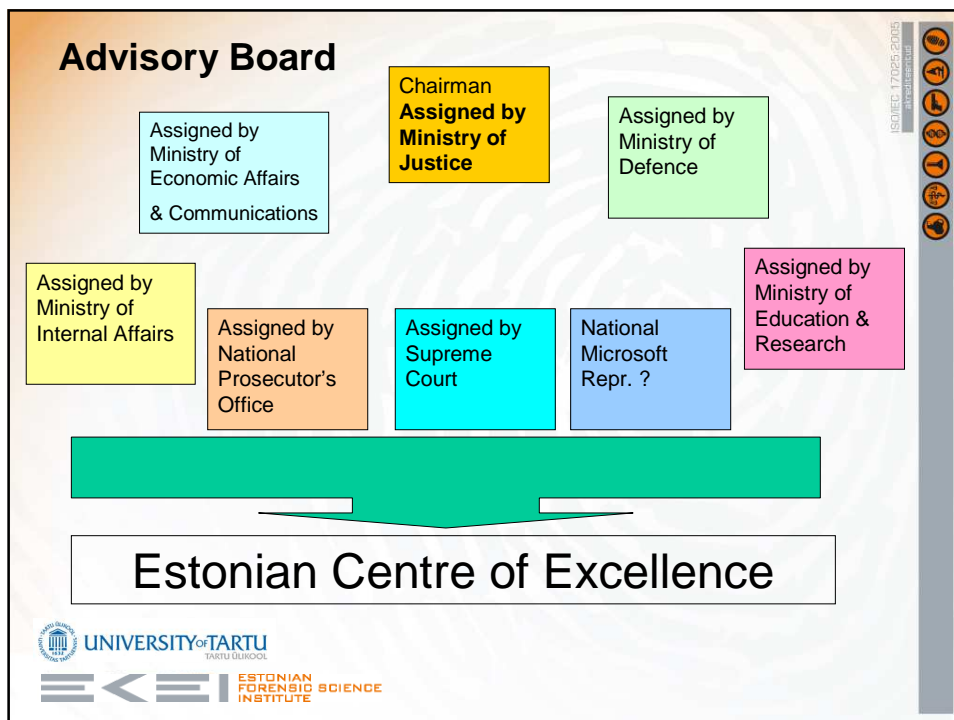 Advisory Board
Chairman
Assigned by
Ministry of
Justice
Assigned by
Ministry of
Economic Affairs
& Communications
Assigned by
Ministry of
Defence
Assigned by
Ministry of
Internal Affairs
Assigned by
National
Prosecutor's
Office
Assigned by
Supreme
Court
National
Microsoft
Repr. ?
Assigned by
Ministry of
Education &
Research
Estonian Centre of Excellence
UNIVERSITY OF TARTU
TARTU ÜLIKOOL
EKEI
ESTONIAN
FORENSIC SCIENCE
INSTITUTE
ISO/IEC 17025:2005
akrediteeritud